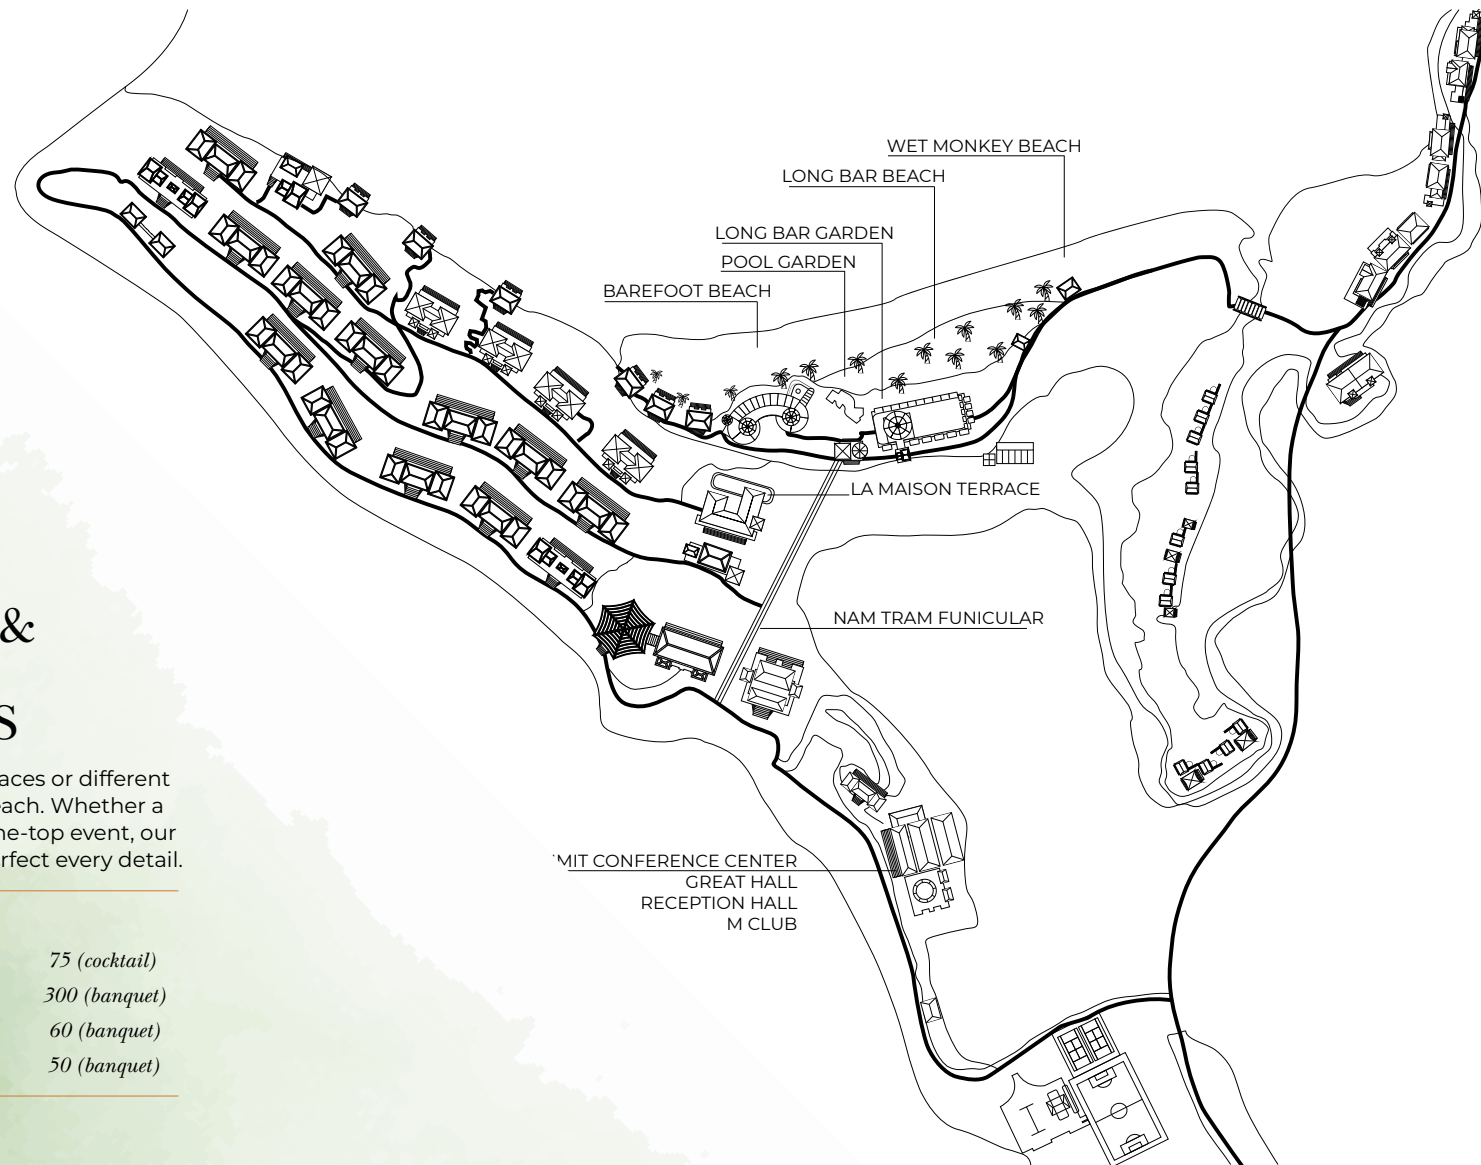 WET MONKEY BEACH
LONG BAR BEACH
LONG BAR GARDEN
POOL GARDEN
BAREFOOT BEACH
LA MAISON TERRACE
NAM TRAM FUNICULAR
MIT CONFERENCE CENTER
GREAT HALL
RECEPTION HALL
M CLUB
&
S
aces or different
each. Whether a
he-top event, our
rfect every detail.
75 (cocktail)
300 (banquet)
60 (banquet)
50 (banquet)